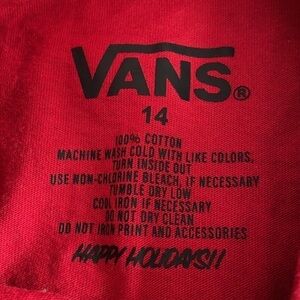 VANS®
14
100% COTTON
MACHINE WASH COLD WITH LIKE COLORS,
TURN INSIDE OUT
USE NON-CHLORINE BLEACH, IF NECESSARY
TUMBLE DRY LOW
COOL IRON IF NECESSARY
DO NOT DRY CLEAN
DO NOT IRON PRINT AND ACCESSORIES
HAPPY HOLIDAYS!!